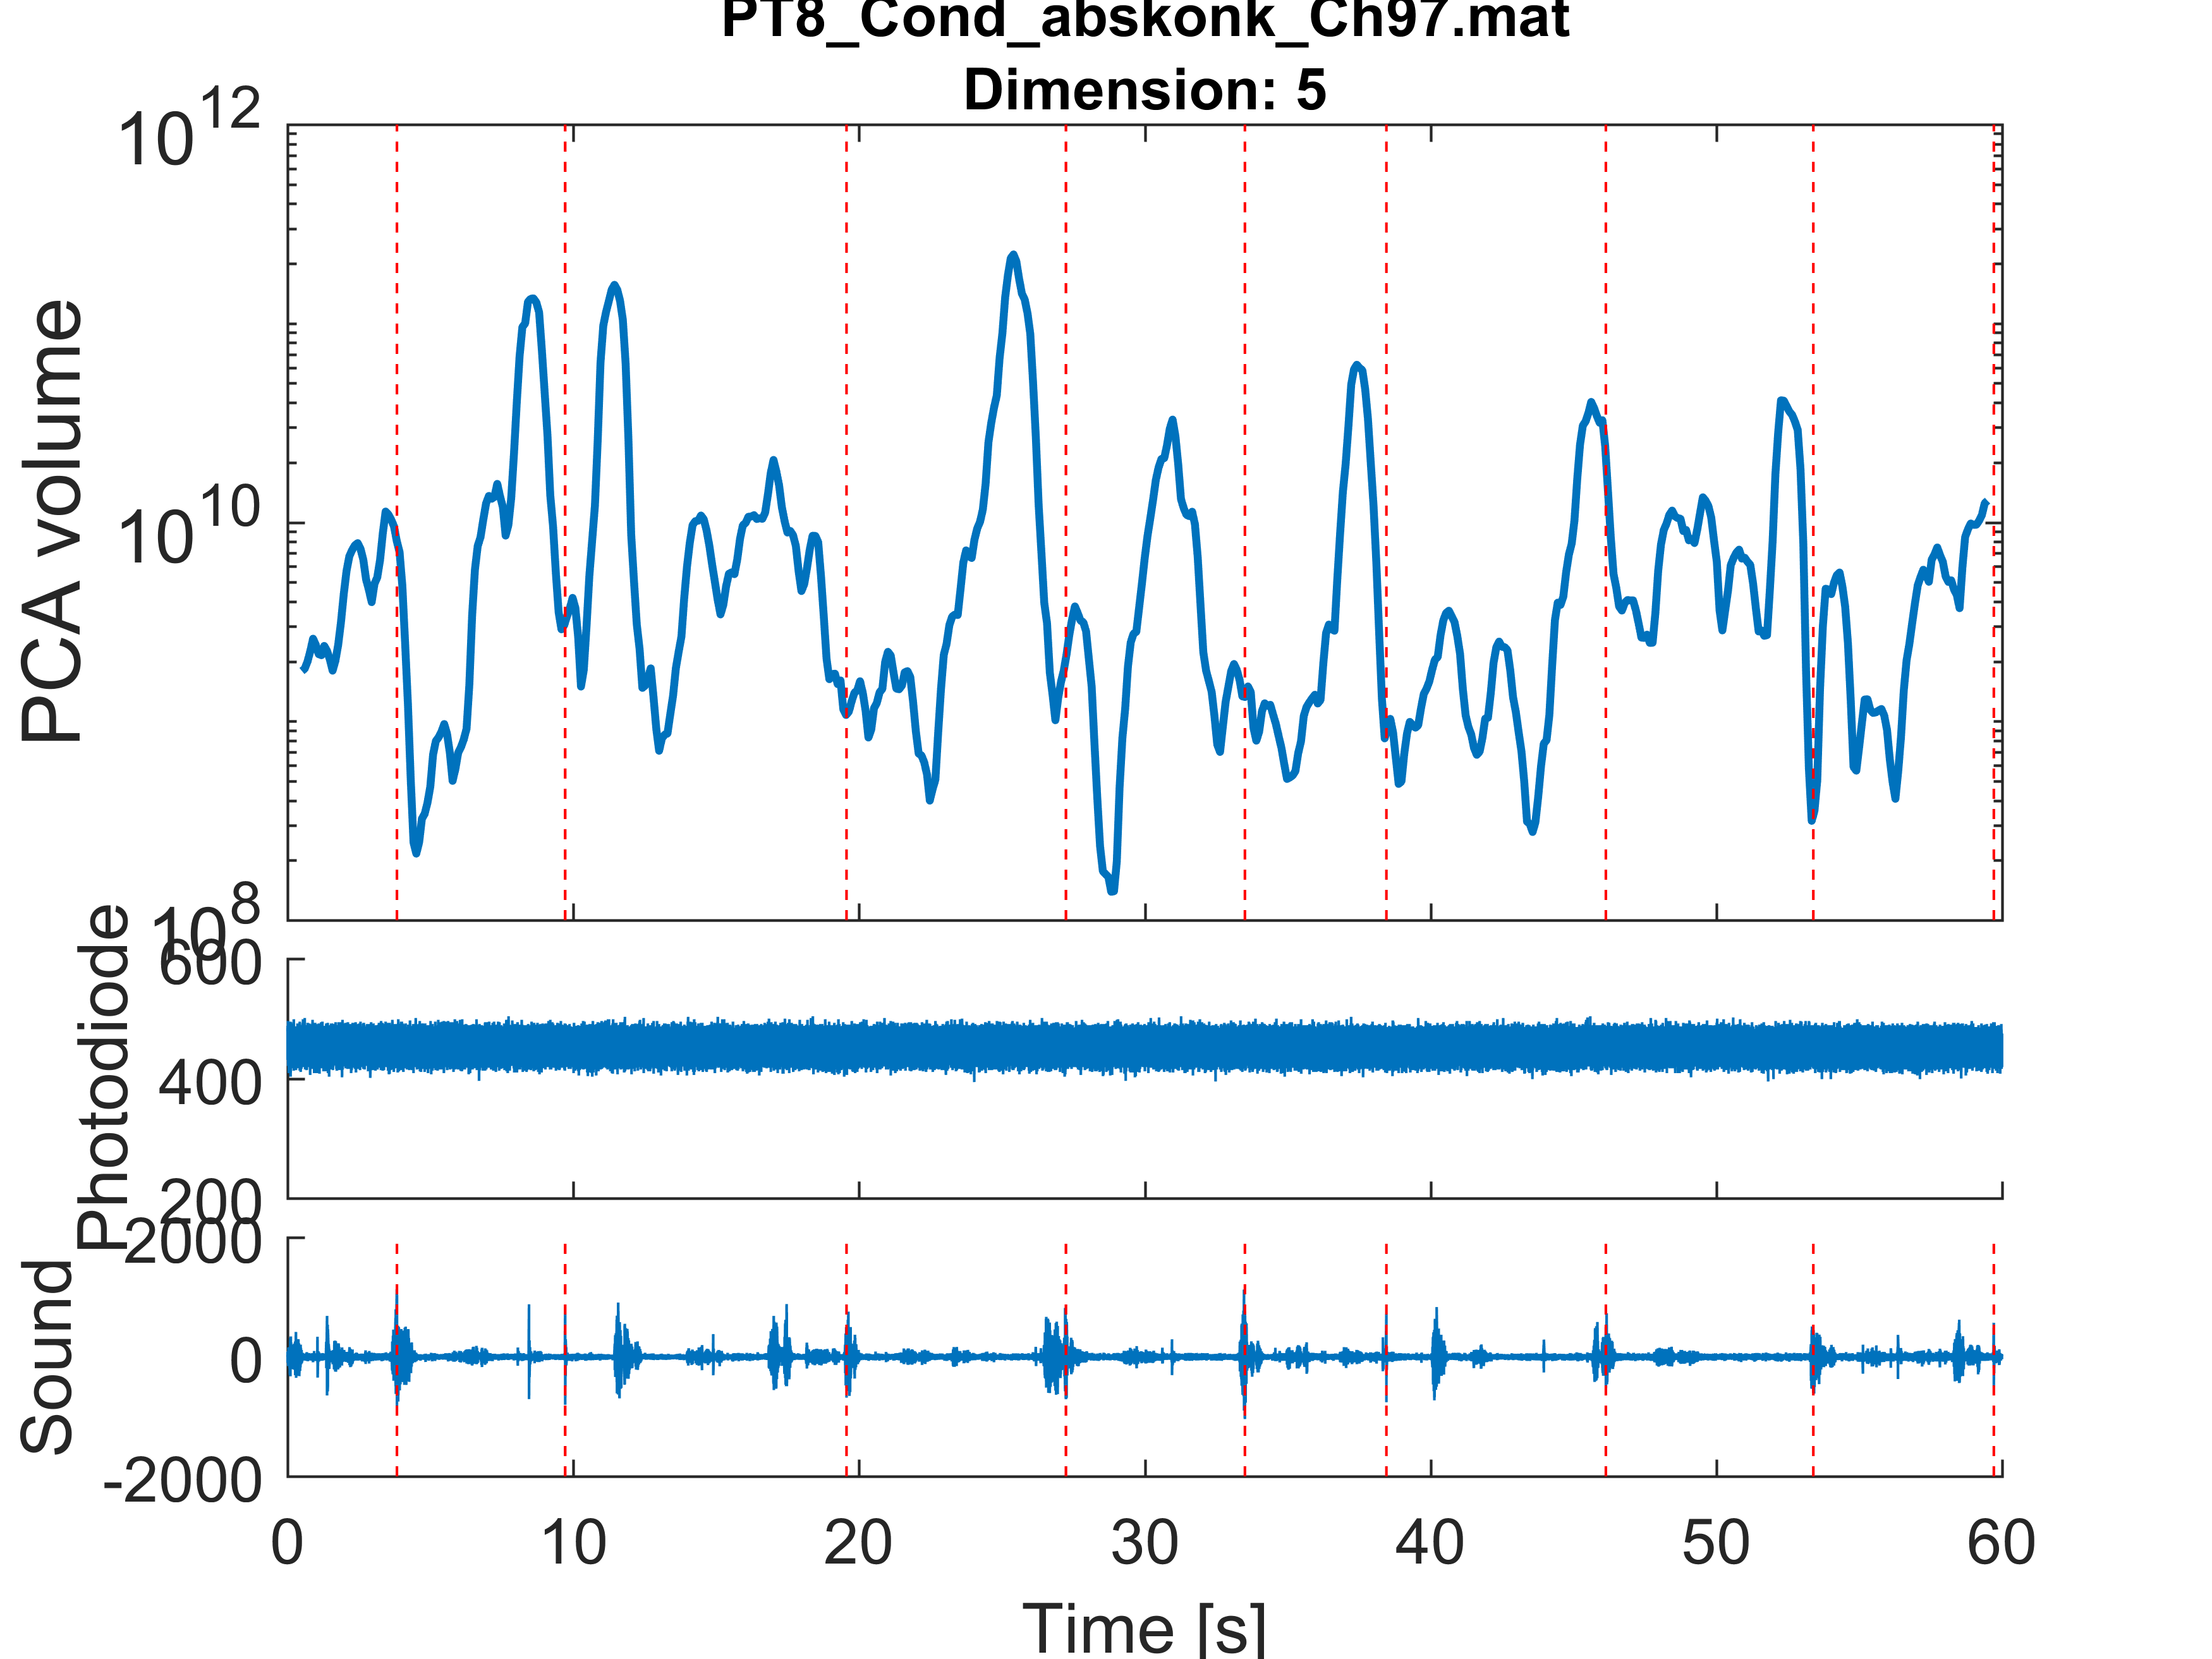 PT8_Cond_abskonk_Ch97.mat
Dimension: 5
PCA volume
10^12
10^10
10^8
Photodiode
600
400
200
Sound
2000
0
-2000
0 10 20 30 40 50 60
Time [s]